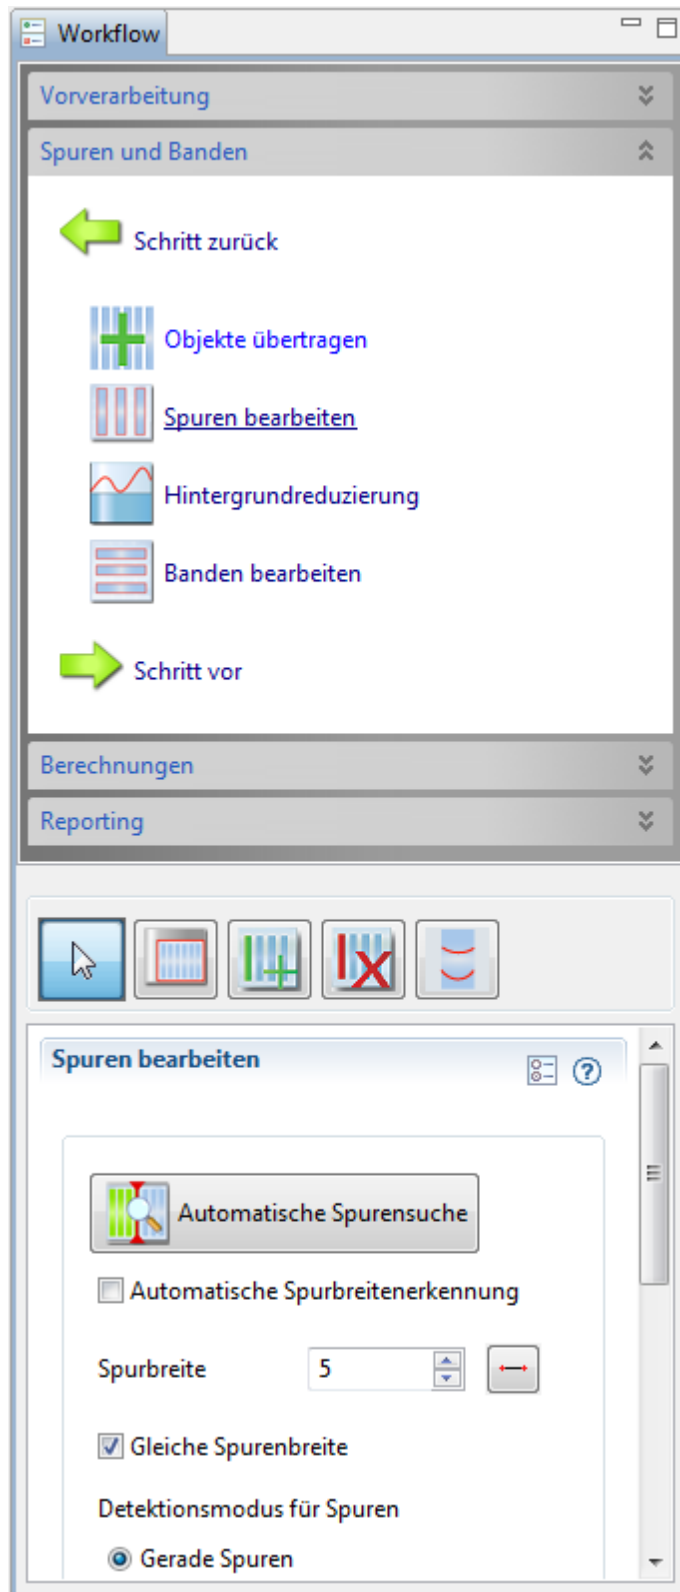 Workflow
Vorverarbeitung
Spuren und Banden
Schritt zurück
Objekte übertragen
Spuren bearbeiten
Hintergrundreduzierung
Banden bearbeiten
Schritt vor
Berechnungen
Reporting
Spuren bearbeiten
Automatische Spurensuche
Automatische Spurbreitenerkennung
Spurbreite 5
Gleiche Spurenbreite
Detektionsmodus für Spuren
Gerade Spuren